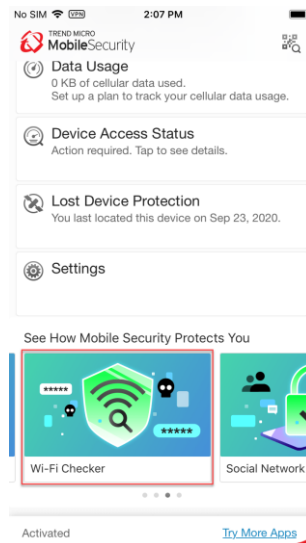 No SIM VPN 2:07 PM
TREND MICRO
MobileSecurity
Data Usage
0 KB of cellular data used.
Set up a plan to track your cellular data usage.
Device Access Status
Action required. Tap to see details.
Lost Device Protection
You last located this device on Sep 23, 2020.
Settings
See How Mobile Security Protects You
*****
*****
Wi-Fi Checker
Social Network
Activated
Try More Apps